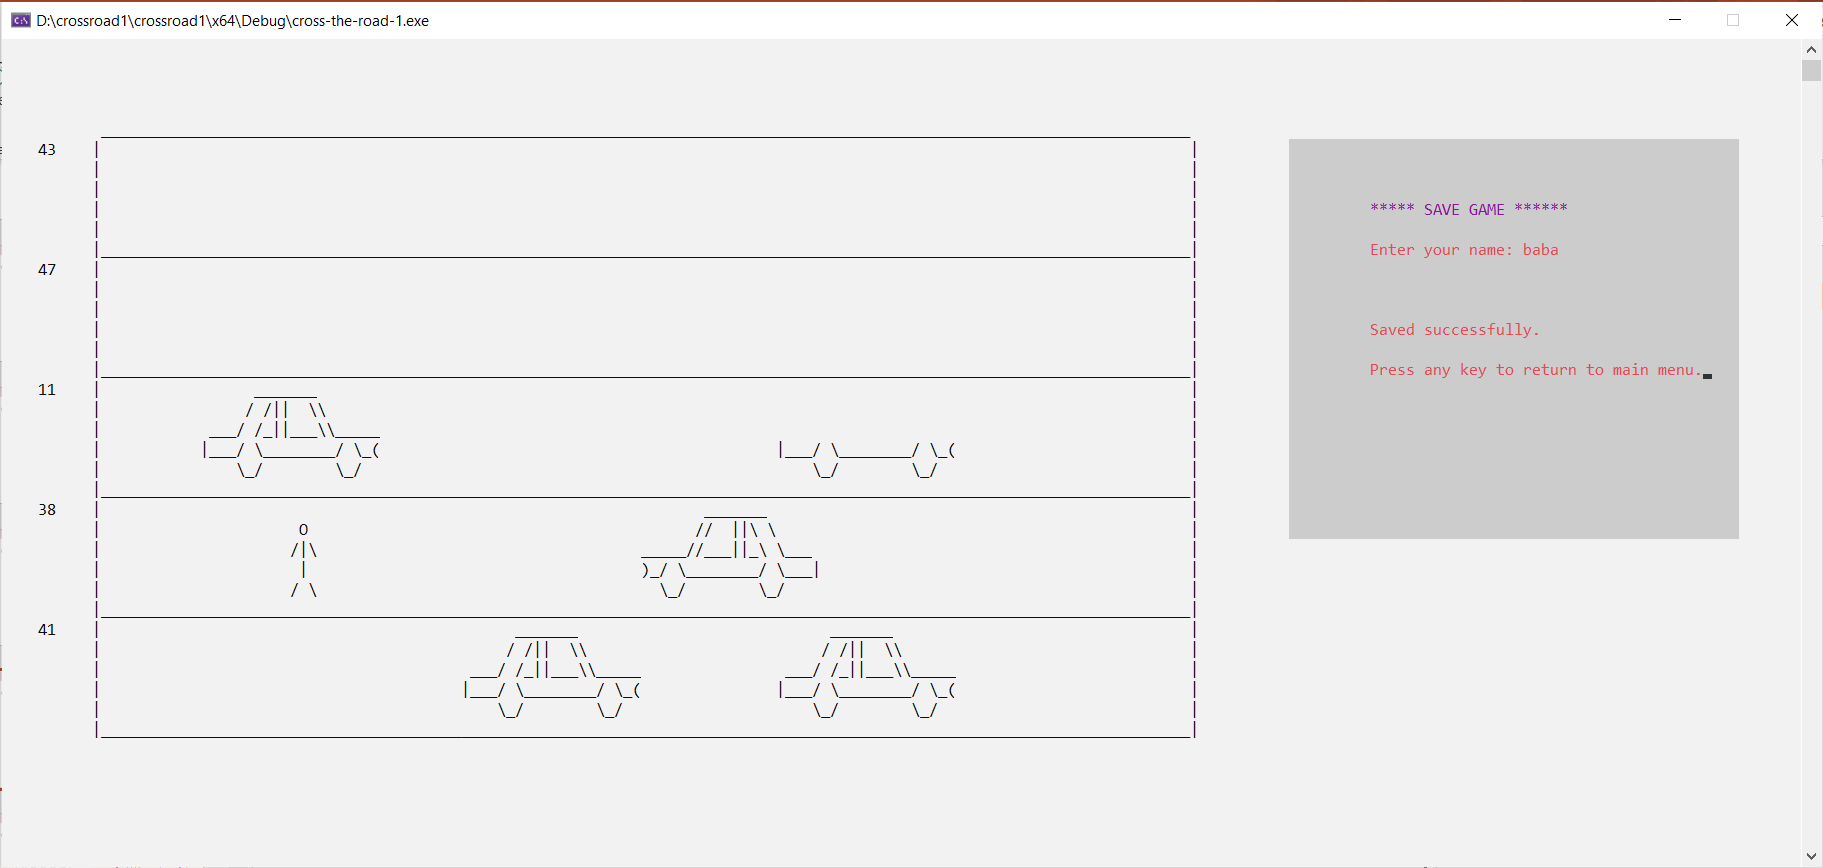 D:\crossroad1\crossroad1\x64\Debug\cross-the-road-1.exe
43
47
11
38
41
***** SAVE GAME ******
Enter your name: baba
Saved successfully.
Press any key to return to main menu.